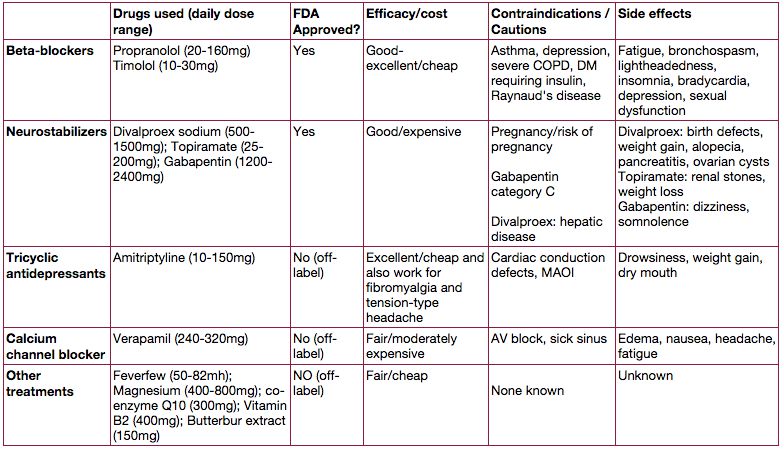 Drugs used (daily dose range)
FDA Approved?
Efficacy/cost
Contraindications / Cautions
Side effects
Beta-blockers
Propranolol (20-160mg)
Timolol (10-30mg)
Yes
Good-
excellent/cheap
Asthma, depression,
severe COPD, DM
requiring insulin,
Raynaud's disease
Fatigue, bronchospasm,
lightheadedness,
insomnia, bradycardia,
depression, sexual
dysfunction
Neurostabilizers
Divalproex sodium (500-
1500mg); Topiramate (25-
200mg); Gabapentin (1200-
2400mg)
Yes
Good/expensive
Pregnancy/risk of
pregnancy
Gabapentin
category C
Divalproex: hepatic
disease
Divalproex: birth defects,
weight gain, alopecia,
pancreatitis, ovarian cysts
Topiramate: renal stones,
weight loss
Gabapentin: dizziness,
somnolence
Tricyclic
antidepressants
Amitriptyline (10-150mg)
No (off-
label)
Excellent/cheap and
also work for
fibromyalgia and
tension-type
headache
Cardiac conduction
defects, MAOI
Drowsiness, weight gain,
dry mouth
Calcium
channel blocker
Verapamil (240-320mg)
No (off-
label)
Fair/moderately
expensive
AV block, sick sinus
Edema, nausea, headache,
fatigue
Other
treatments
Feverfew (50-82mh);
Magnesium (400-800mg); co-
enzyme Q10 (300mg); Vitamin
B2 (400mg); Butterbur extract
(150mg)
NO (off-
label)
Fair/cheap
None known
Unknown